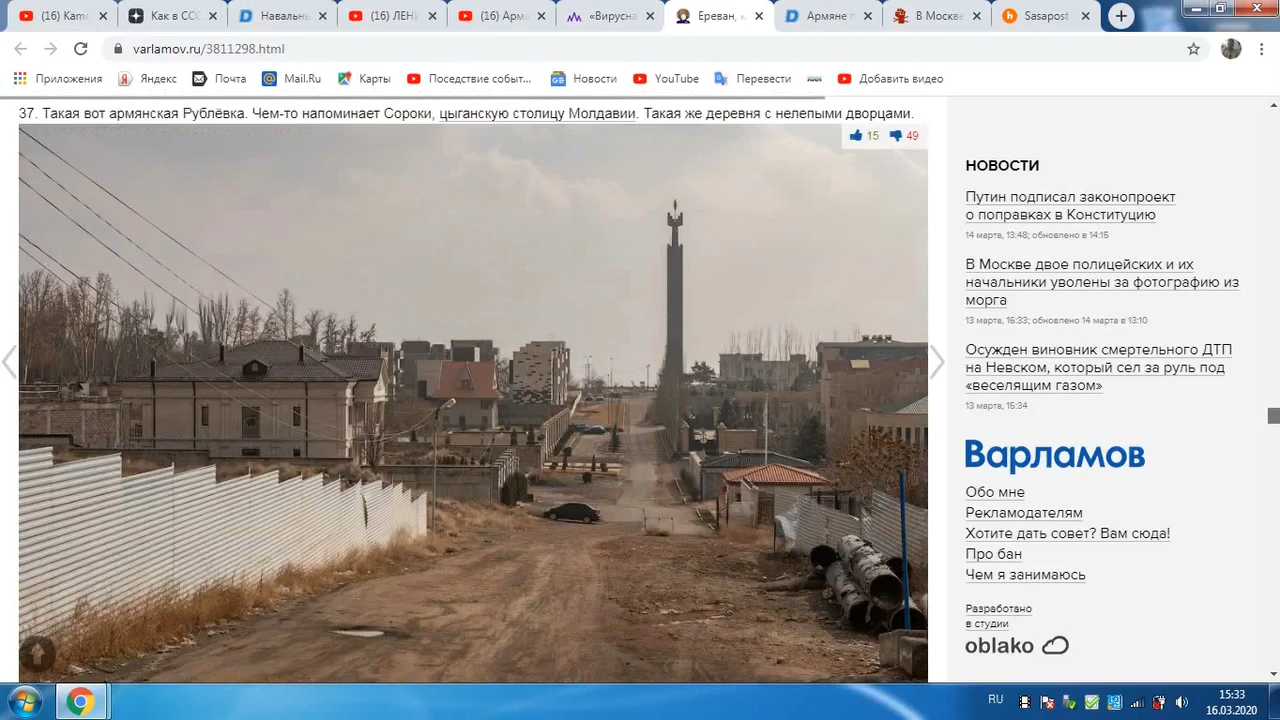 (16) Kam
Как в ССС
Навальнь
(16) ЛЕНИ
(16) Арм
«Вирусна
Ереван, к
Армяне п
В Москве
Sasapost
varlamov.ru/3811298.html
Приложения
Яндекс
Почта
Mail.Ru
Карты
Последствие событ...
Новости
YouTube
Перевести
Добавить видео
37. Такая вот армянская Рублёвка. Чем-то напоминает Сороки, цыганскую столицу Молдавии. Такая же деревня с нелепыми дворцами.
15 49
НОВОСТИ
Путин подписал законопроект
о поправках в Конституцию
14 марта, 13:48; обновлено в 14:15
В Москве двое полицейских и их
начальники уволены за фотографию из
морга
13 марта, 16:33; обновлено 14 марта в 13:10
Осужден виновник смертельного ДТП
на Невском, который сел за руль под
«веселящим газом»
13 марта, 15:34
Варламов
Обо мне
Рекламодателям
Хотите дать совет? Вам сюда!
Про бан
Чем я занимаюсь
Разработано
в студии
oblako
RU
15:33
16.03.2020